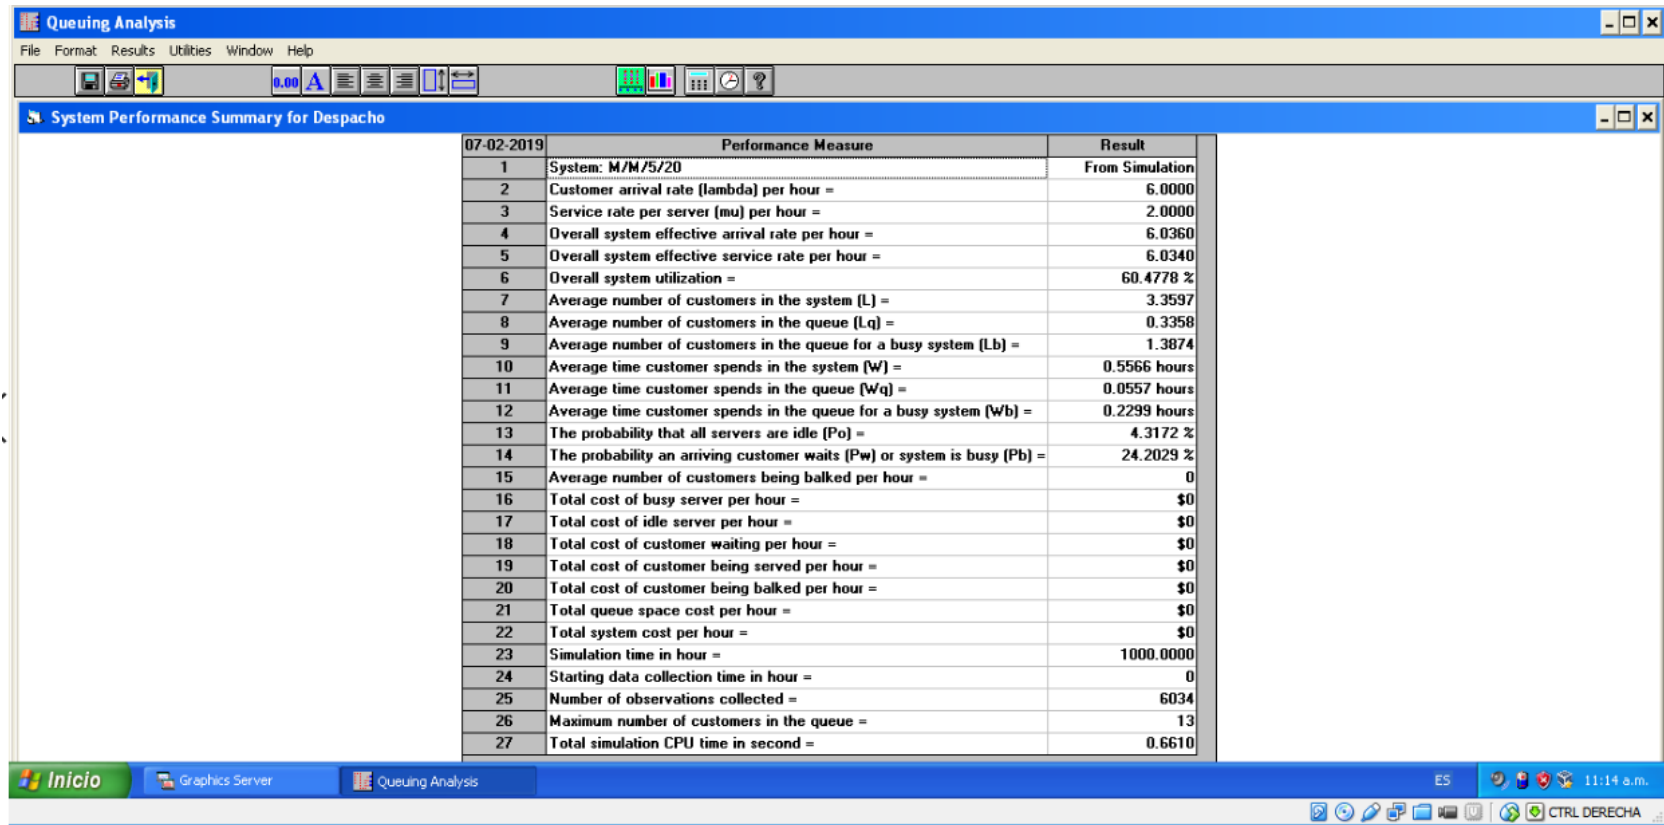 Queuing Analysis
File Format Results Utilities Window Help
0.00 A ?
System Performance Summary for Despacho
07-02-2019 Performance Measure Result
1 System: M/M/5/20 From Simulation
2 Customer arrival rate (lambda) per hour = 6.0000
3 Service rate per server (mu) per hour = 2.0000
4 Overall system effective arrival rate per hour = 6.0360
5 Overall system effective service rate per hour = 6.0340
6 Overall system utilization = 60.4778 %
7 Average number of customers in the system (L) = 3.3597
8 Average number of customers in the queue (Lq) = 0.3358
9 Average number of customers in the queue for a busy system (Lb) = 1.3874
10 Average time customer spends in the system (W) = 0.5566 hours
11 Average time customer spends in the queue (Wq) = 0.0557 hours
12 Average time customer spends in the queue for a busy system (Wb) = 0.2299 hours
13 The probability that all servers are idle (Po) = 4.3172 %
14 The probability an arriving customer waits (Pw) or system is busy (Pb) = 24.2029 %
15 Average number of customers being balked per hour = 0
16 Total cost of busy server per hour = $0
17 Total cost of idle server per hour = $0
18 Total cost of customer waiting per hour = $0
19 Total cost of customer being served per hour = $0
20 Total cost of customer being balked per hour = $0
21 Total queue space cost per hour = $0
22 Total system cost per hour = $0
23 Simulation time in hour = 1000.0000
24 Starting data collection time in hour = 0
25 Number of observations collected = 6034
26 Maximum number of customers in the queue = 13
27 Total simulation CPU time in second = 0.6610
Inicio Graphics Server Queuing Analysis ES 11:14 a.m.
CTRL DERECHA